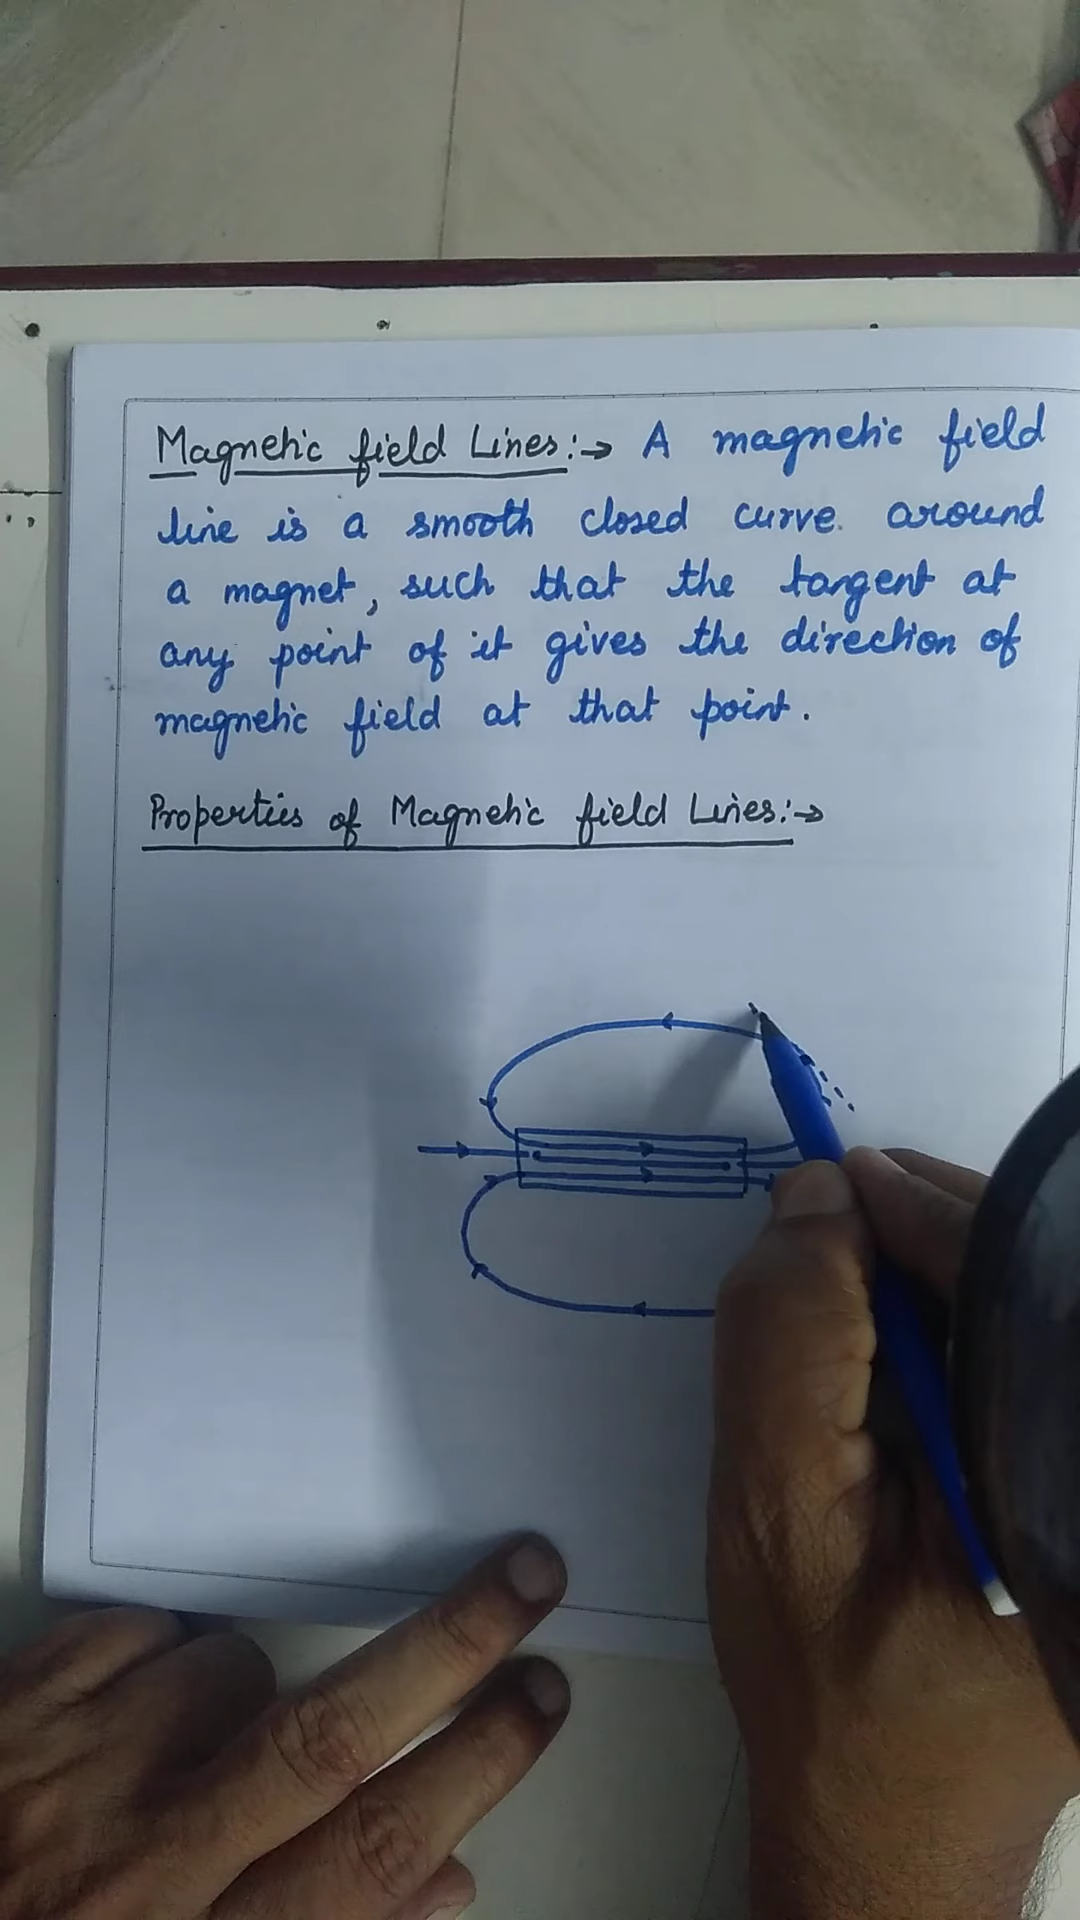 Magnetic field Lines:→ A magnetic field
line is a smooth closed curve around
a magnet, such that the tangent at
any point of it gives the direction of
magnetic field at that point.
Properties of Magnetic field Lines:→